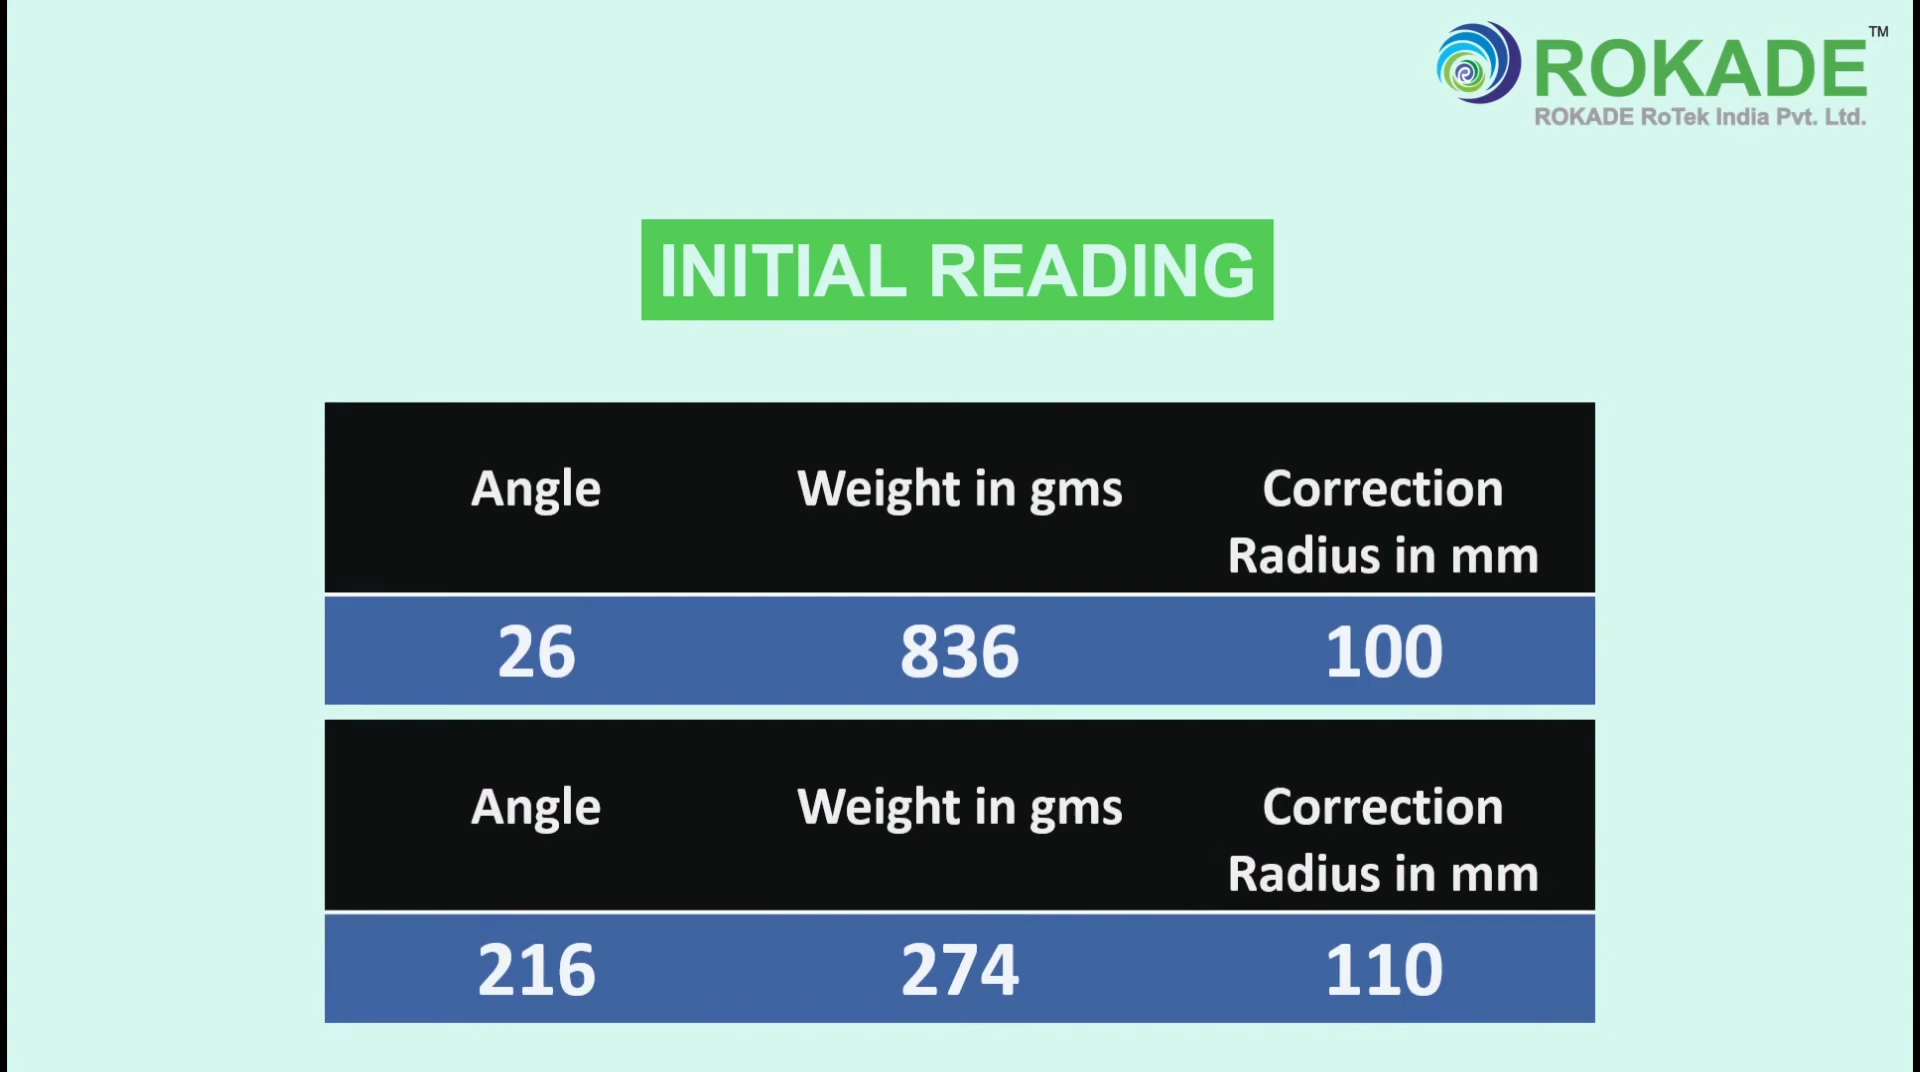 ROKADE™
ROKADE RoTek India Pvt. Ltd.
INITIAL READING
Angle Weight in gms Correction
Radius in mm
26 836 100
Angle Weight in gms Correction
Radius in mm
216 274 110